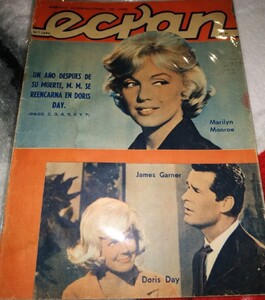 ecran
UN AÑO DESPUES DE
SU MUERTE, M. M. SE
REENCARNA EN DORIS
DAY.
Marilyn
Monroe
James Garner
Doris Day